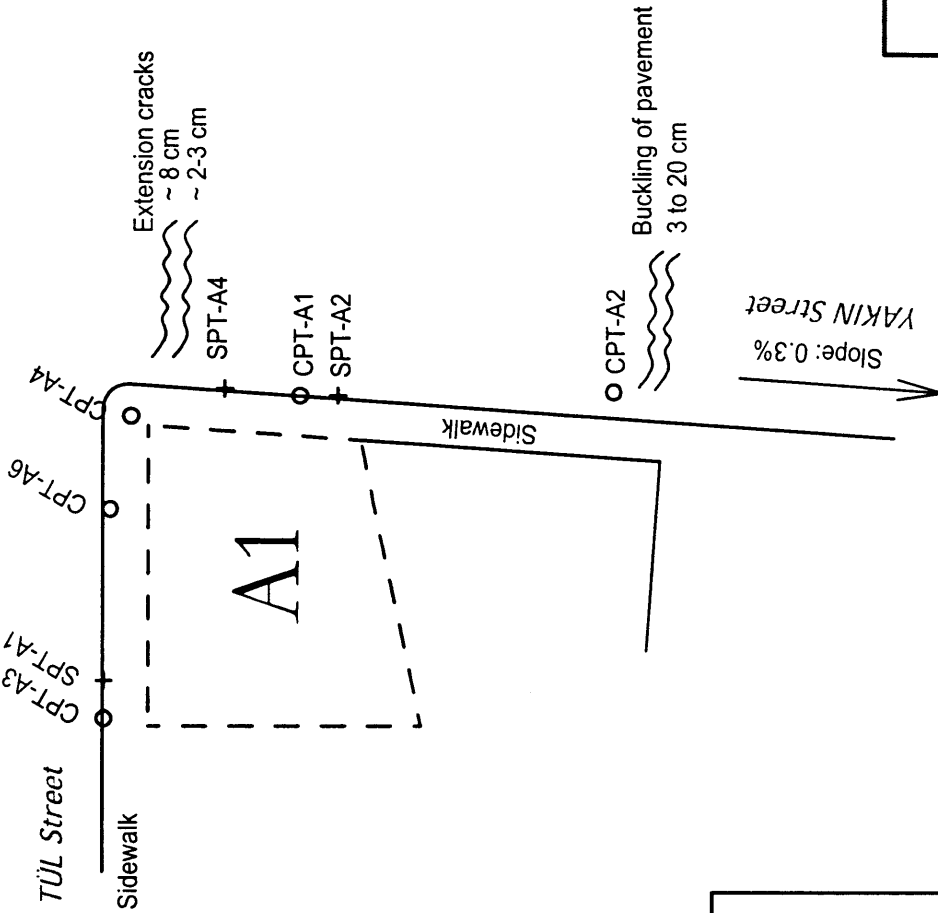 Extension cracks
~ 8 cm
~ 2-3 cm
SPT-A4
CPT-A1
SPT-A2
Buckling of pavement
3 to 20 cm
CPT-A2
YAKIN Street
Slope: 0.3%
Sidewalk
CPT-A4
CPT-A6
SPT-A1
CPT-A3
A1
TÜL Street
Sidewalk